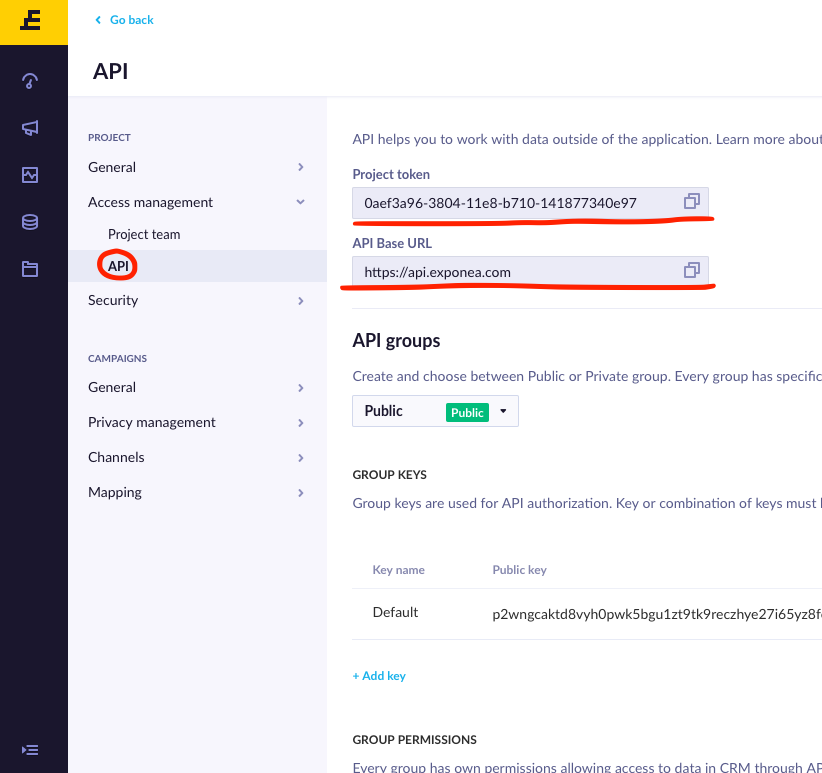 Go back
API
PROJECT
General
Access management
Project team
API
Security
CAMPAIGNS
General
Privacy management
Channels
Mapping
API helps you to work with data outside of the application. Learn more about
Project token
0aef3a96-3804-11e8-b710-141877340e97
API Base URL
https://api.exponea.com
API groups
Create and choose between Public or Private group. Every group has specific
Public Public
GROUP KEYS
Group keys are used for API authorization. Key or combination of keys must
Key name Public key
Default p2wngcaktd8vyh0pwk5bgu1zt9tk9reczhye27i65yz8f
+ Add key
GROUP PERMISSIONS
Every group has own permissions allowing access to data in CRM through AP